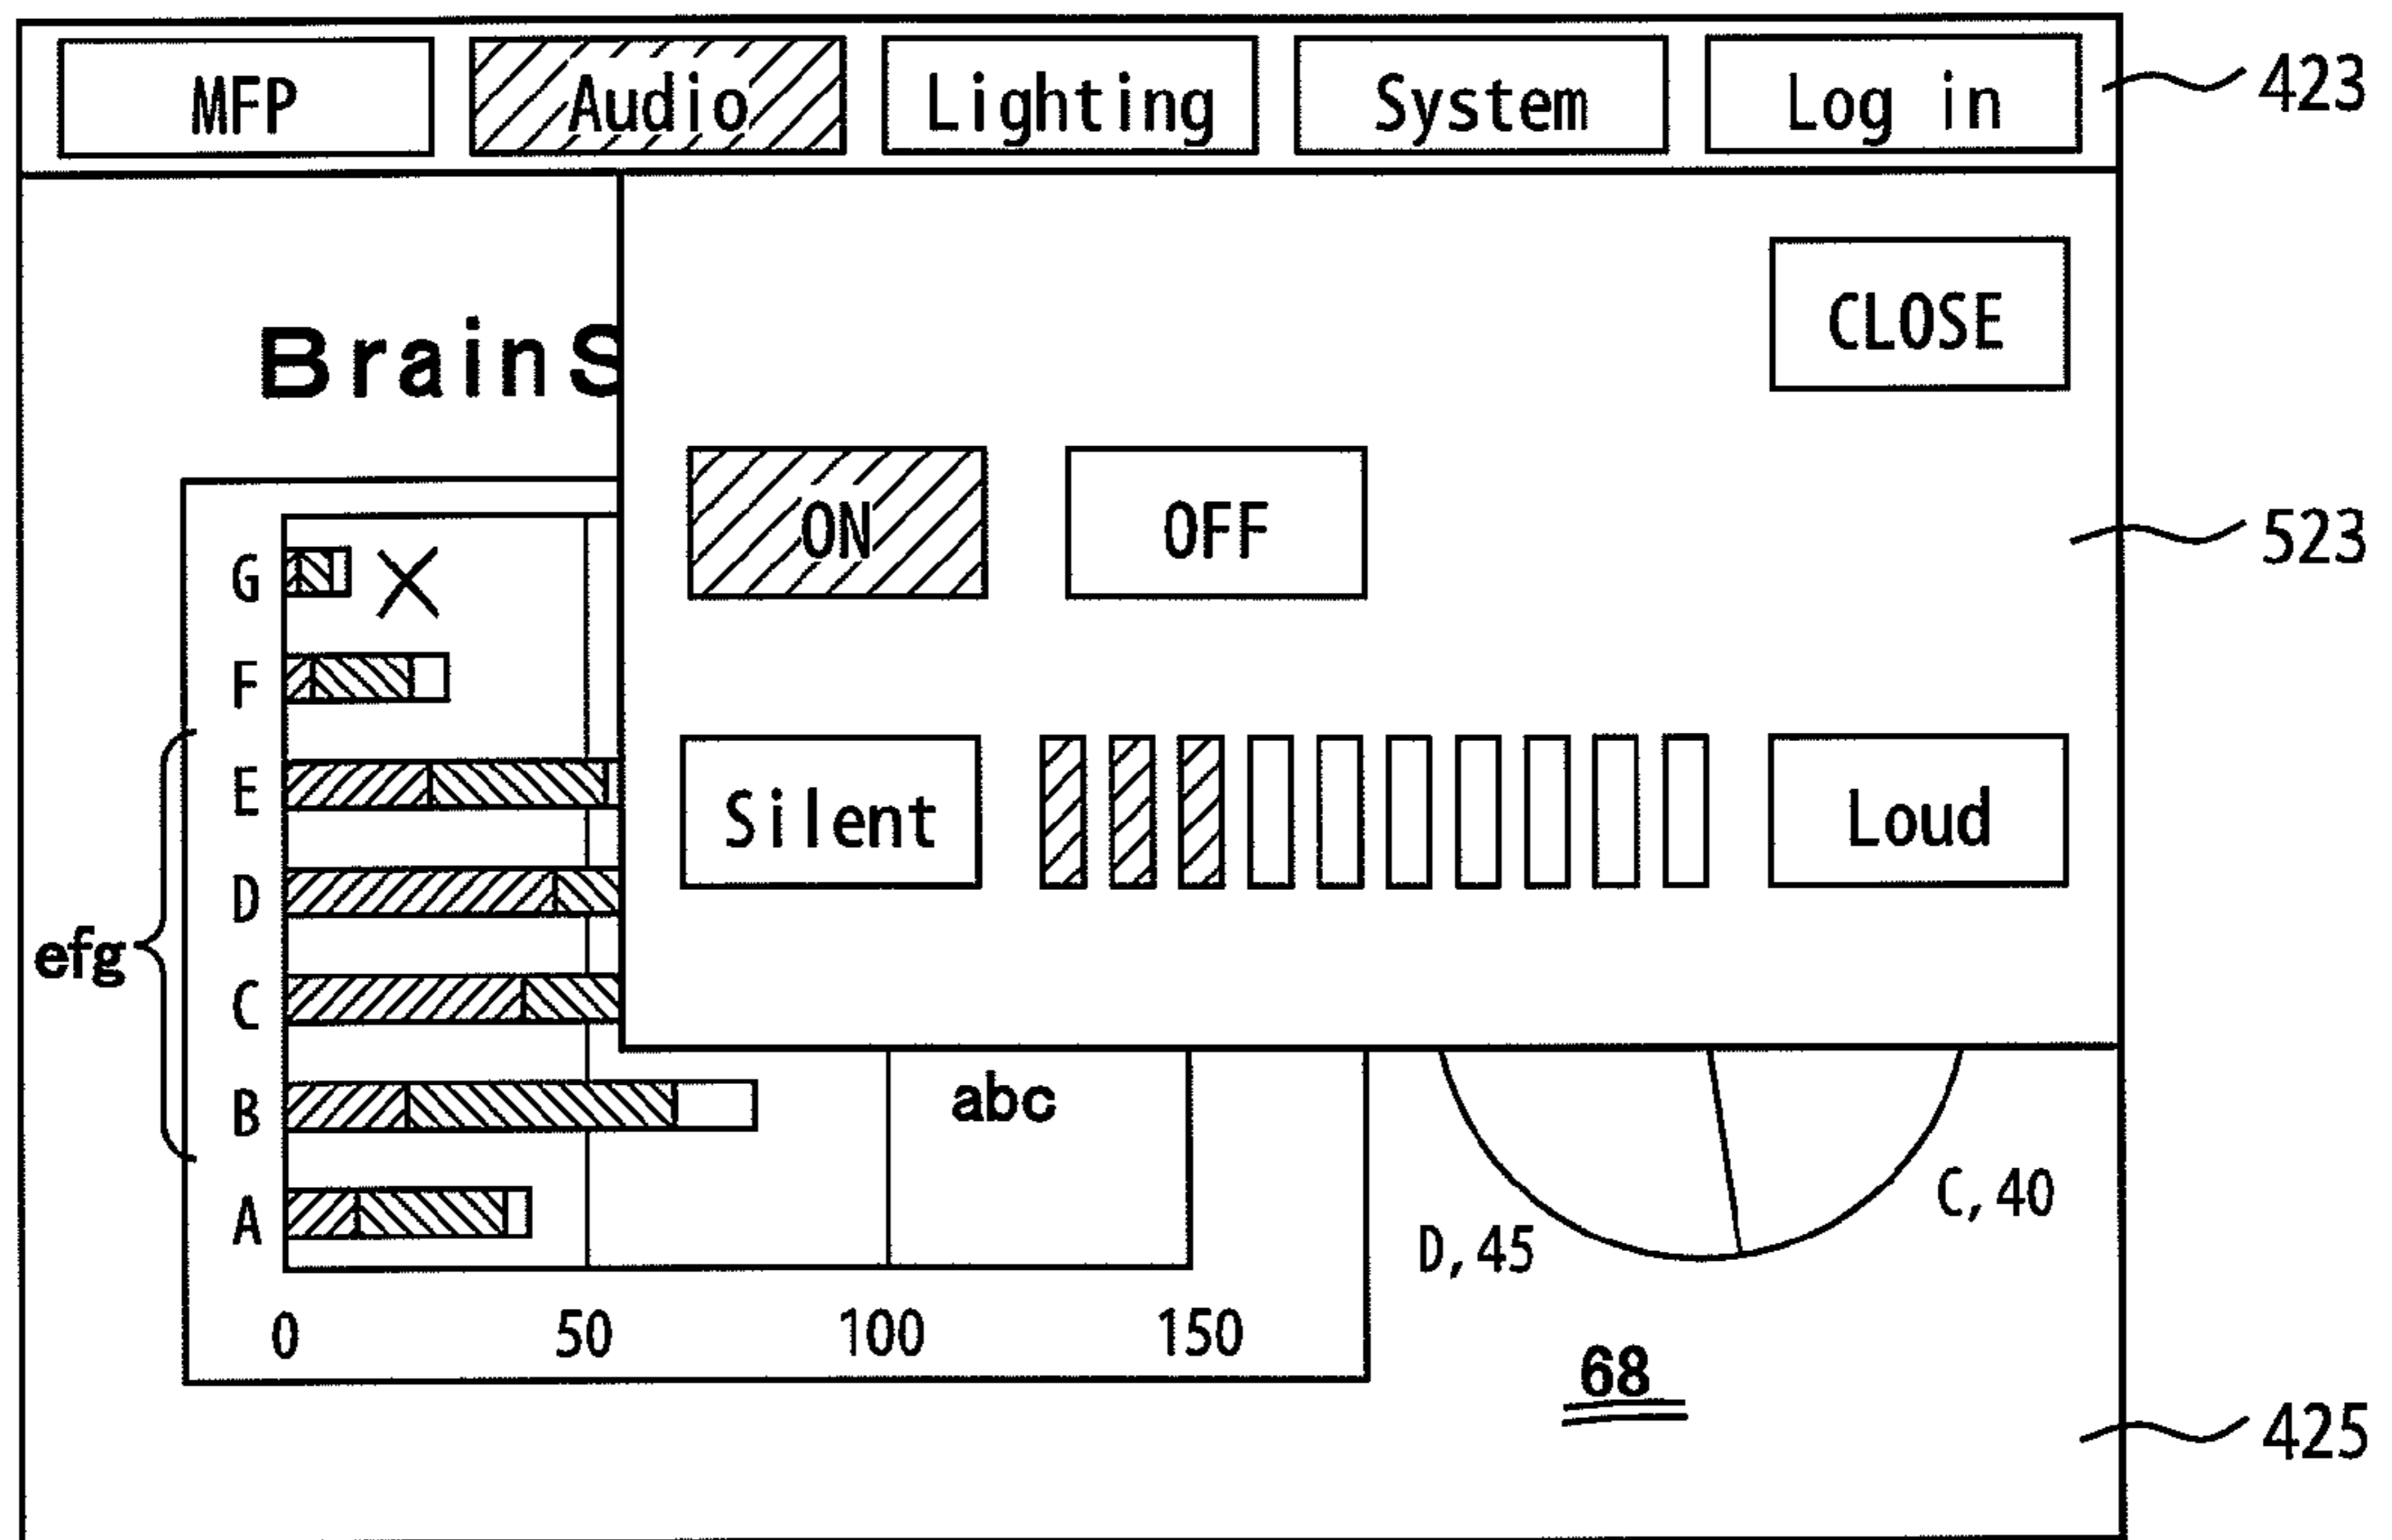 MFP Audio Lighting System Log in 423
CLOSE
BrainS
ON OFF 523
G
F
Silent Loud
E
D
efg
C
B abc
A
C,40
D,45
0 50 100 150
68
425